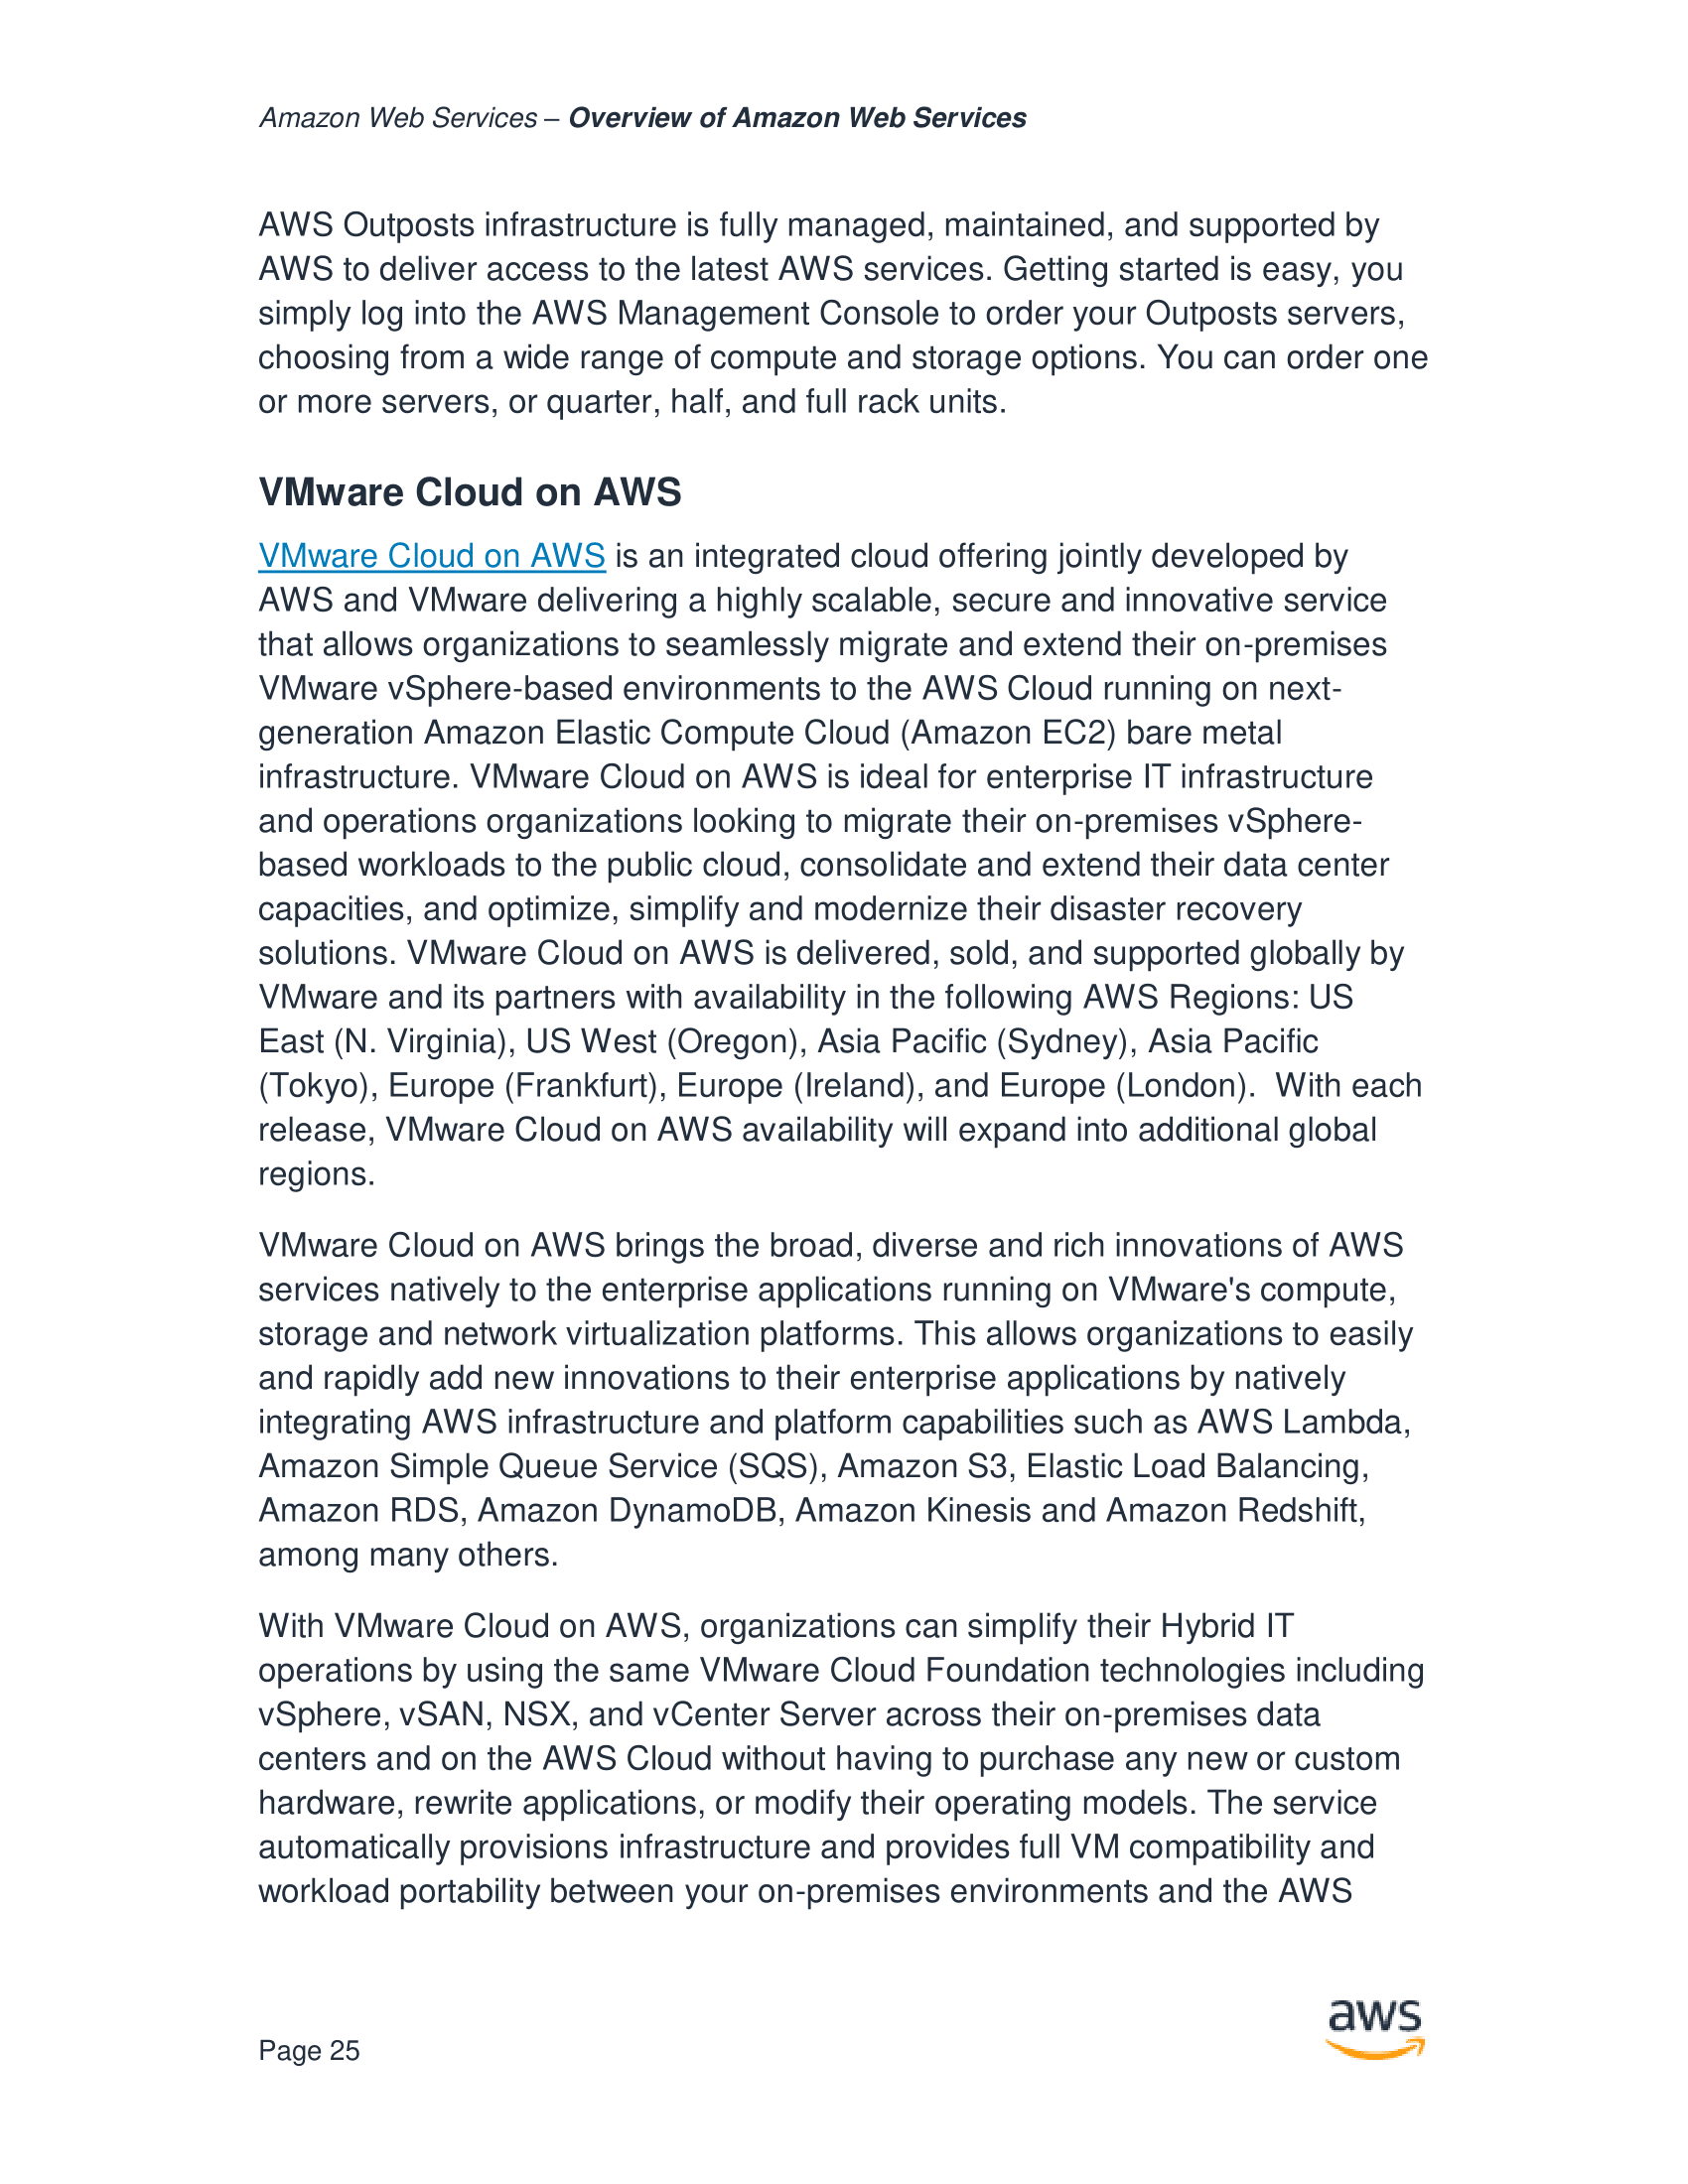 Amazon Web Services – Overview of Amazon Web Services
AWS Outposts infrastructure is fully managed, maintained, and supported by
AWS to deliver access to the latest AWS services. Getting started is easy, you
simply log into the AWS Management Console to order your Outposts servers,
choosing from a wide range of compute and storage options. You can order one
or more servers, or quarter, half, and full rack units.
VMware Cloud on AWS
VMware Cloud on AWS is an integrated cloud offering jointly developed by
AWS and VMware delivering a highly scalable, secure and innovative service
that allows organizations to seamlessly migrate and extend their on-premises
VMware vSphere-based environments to the AWS Cloud running on next-
generation Amazon Elastic Compute Cloud (Amazon EC2) bare metal
infrastructure. VMware Cloud on AWS is ideal for enterprise IT infrastructure
and operations organizations looking to migrate their on-premises vSphere-
based workloads to the public cloud, consolidate and extend their data center
capacities, and optimize, simplify and modernize their disaster recovery
solutions. VMware Cloud on AWS is delivered, sold, and supported globally by
VMware and its partners with availability in the following AWS Regions: US
East (N. Virginia), US West (Oregon), Asia Pacific (Sydney), Asia Pacific
(Tokyo), Europe (Frankfurt), Europe (Ireland), and Europe (London).  With each
release, VMware Cloud on AWS availability will expand into additional global
regions.
VMware Cloud on AWS brings the broad, diverse and rich innovations of AWS
services natively to the enterprise applications running on VMware's compute,
storage and network virtualization platforms. This allows organizations to easily
and rapidly add new innovations to their enterprise applications by natively
integrating AWS infrastructure and platform capabilities such as AWS Lambda,
Amazon Simple Queue Service (SQS), Amazon S3, Elastic Load Balancing,
Amazon RDS, Amazon DynamoDB, Amazon Kinesis and Amazon Redshift,
among many others.
With VMware Cloud on AWS, organizations can simplify their Hybrid IT
operations by using the same VMware Cloud Foundation technologies including
vSphere, vSAN, NSX, and vCenter Server across their on-premises data
centers and on the AWS Cloud without having to purchase any new or custom
hardware, rewrite applications, or modify their operating models. The service
automatically provisions infrastructure and provides full VM compatibility and
workload portability between your on-premises environments and the AWS
aws
Page 25